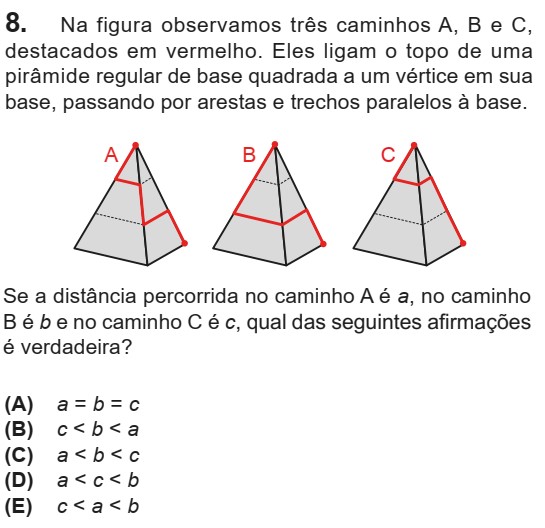 8. Na figura observamos três caminhos A, B e C,
destacados em vermelho. Eles ligam o topo de uma
pirâmide regular de base quadrada a um vértice em sua
base, passando por arestas e trechos paralelos à base.
A B C
Se a distância percorrida no caminho A é a, no caminho
B é b e no caminho C é c, qual das seguintes afirmações
é verdadeira?
(A) a = b = c
(B) c < b < a
(C) a < b < c
(D) a < c < b
(E) c < a < b